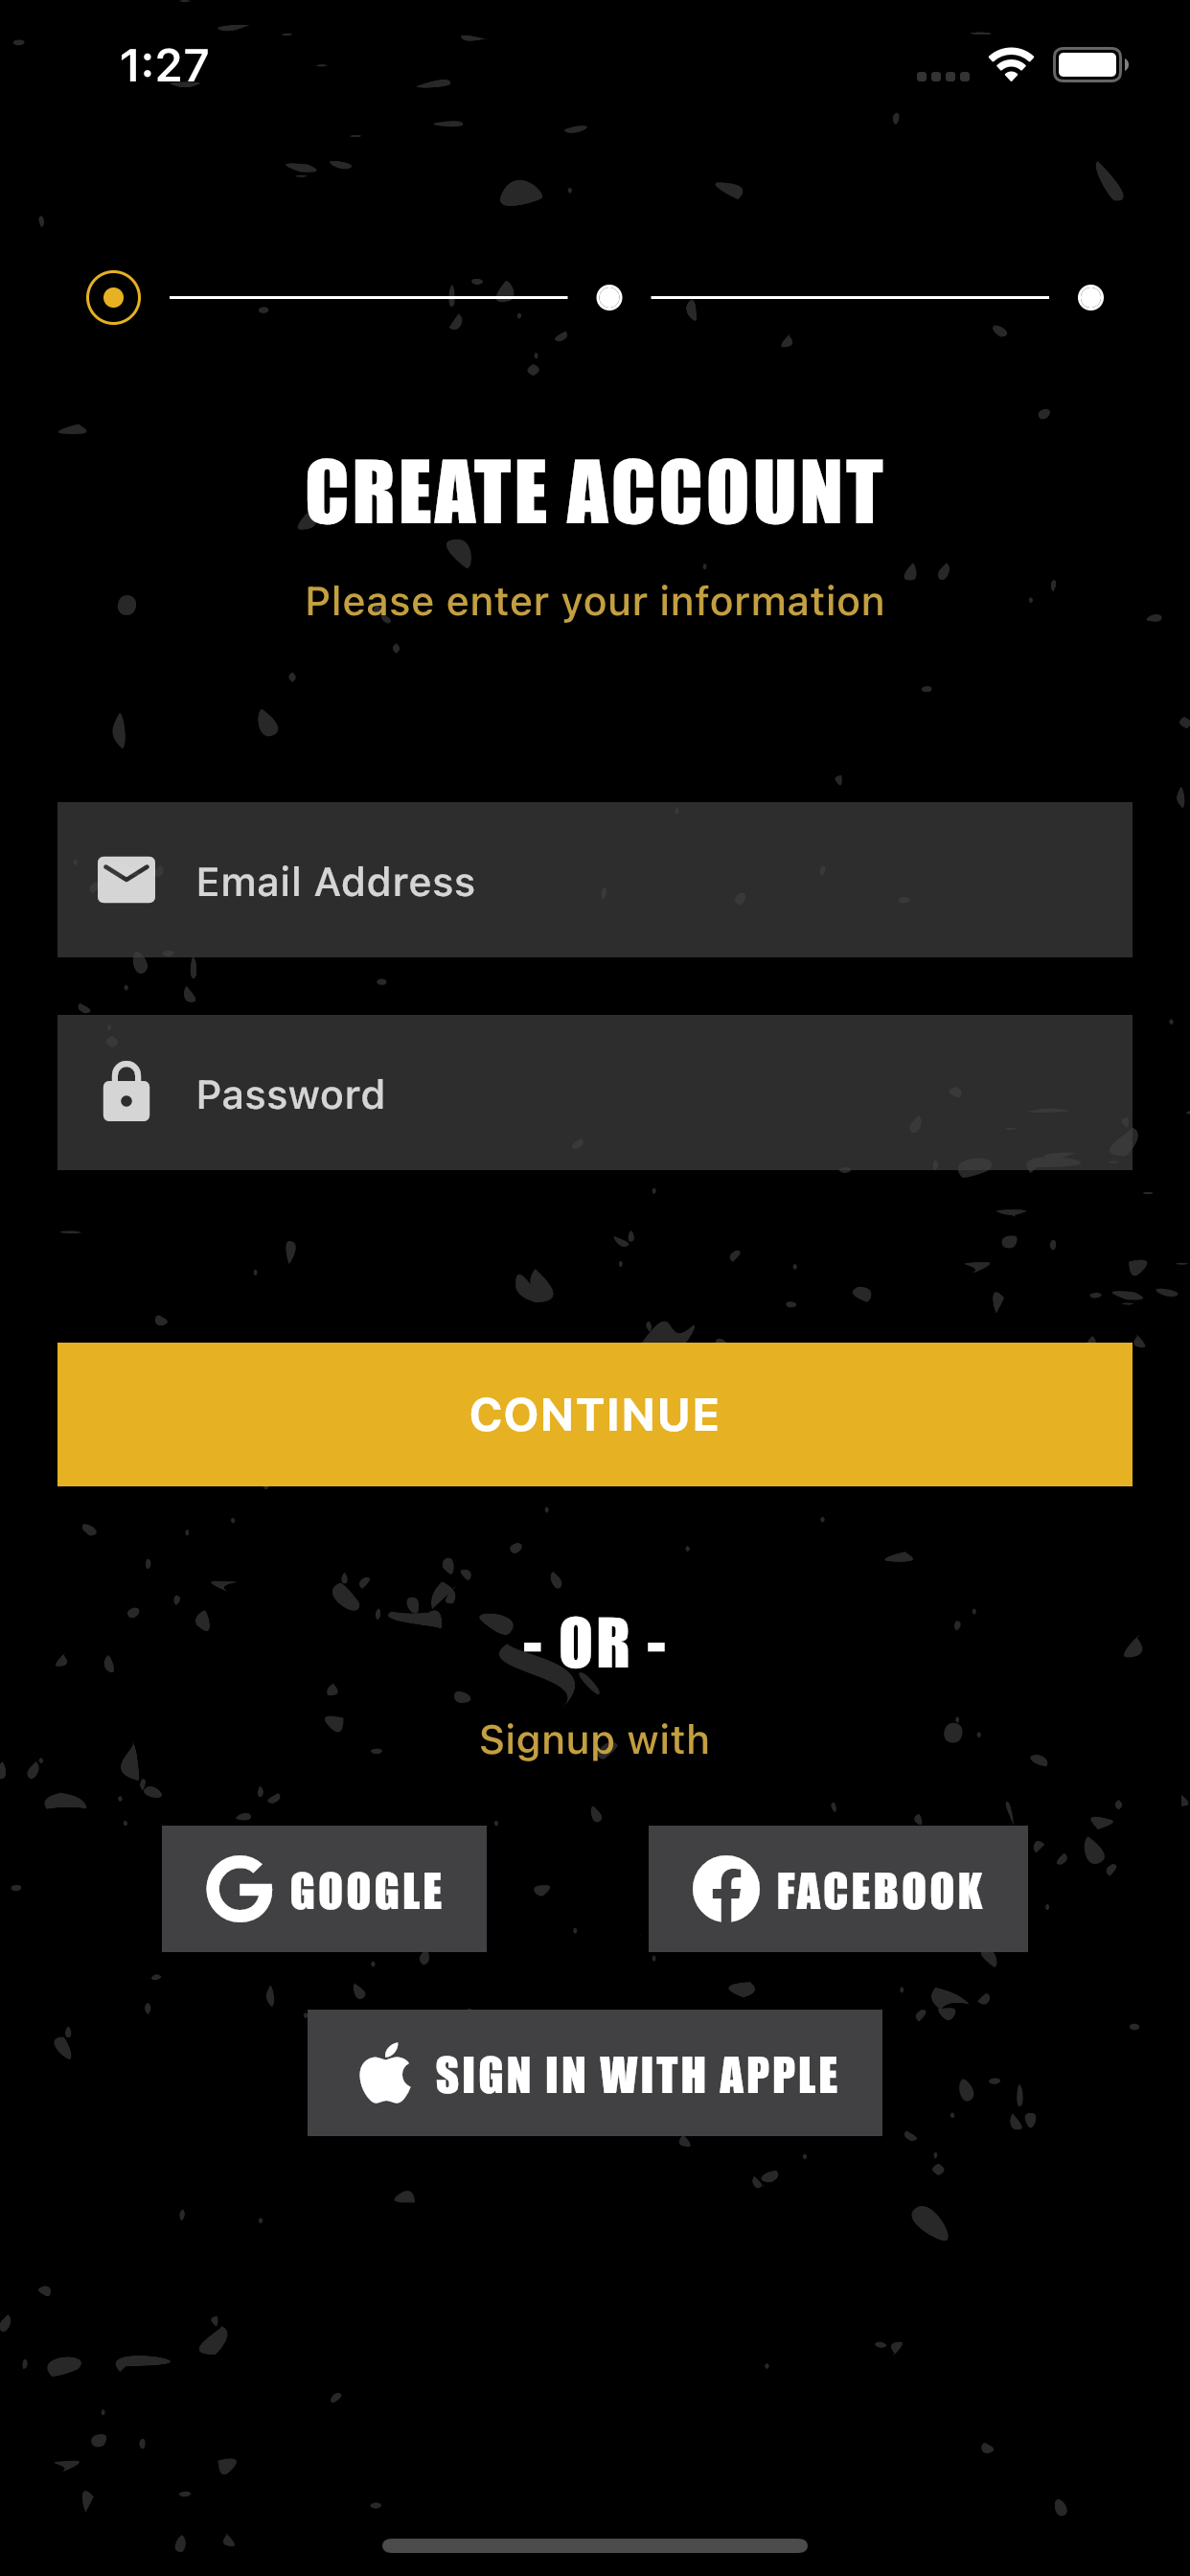 1:27
CREATE ACCOUNT
Please enter your information
Email Address
Password
CONTINUE
- OR -
Signup with
GOOGLE
FACEBOOK
SIGN IN WITH APPLE